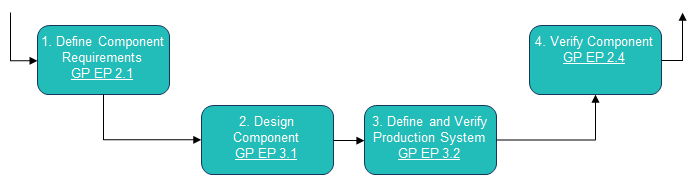 1. Define Component
Requirements
GP EP 2.1
2. Design
Component
GP EP 3.1
3. Define and Verify
Production System
GP EP 3.2
4. Verify Component
GP EP 2.4